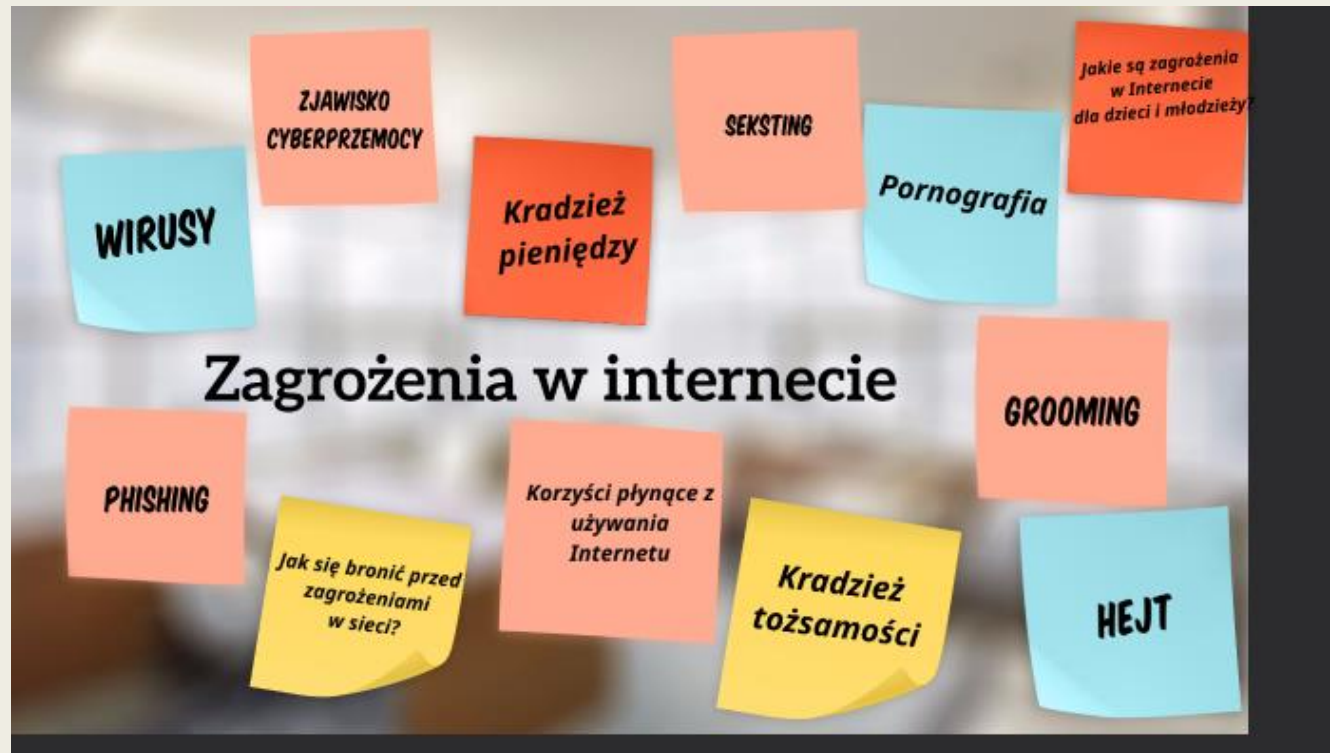 ZJAWISKO
CYBERPRZEMOCY
SEKSTING
Jakie są zagrożenia
w Internecie
dla dzieci i młodzieży?
WIRUSY
Kradzież
pieniędzy
Pornografia
Zagrożenia w internecie
GROOMING
PHISHING
Jak się bronić przed
zagrożeniami
w sieci?
Korzyści płynące z
używania
Internetu
Kradzież
tożsamości
HEJT